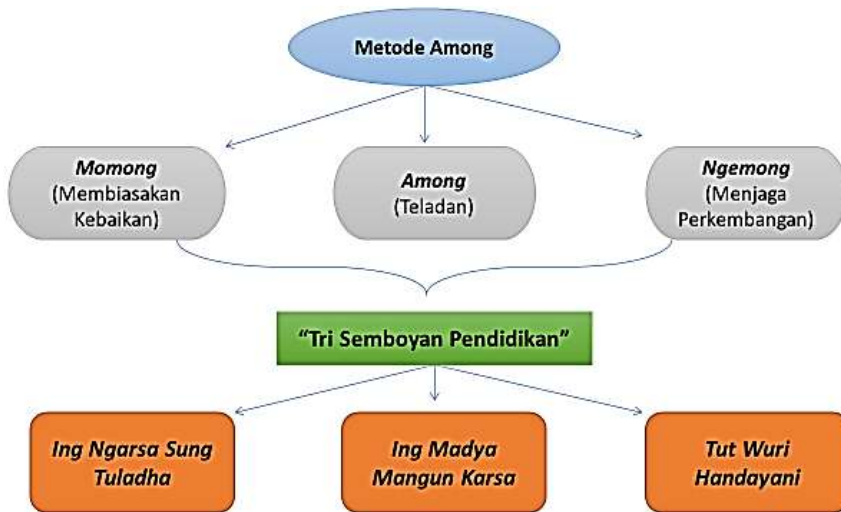 Metode Among
Momong
(Membiasakan
Kebaikan)
Among
(Teladan)
Ngemong
(Menjaga
Perkembangan)
“Tri Semboyan Pendidikan”
Ing Ngarsa Sung
Tuladha
Ing Madya
Mangun Karsa
Tut Wuri
Handayani